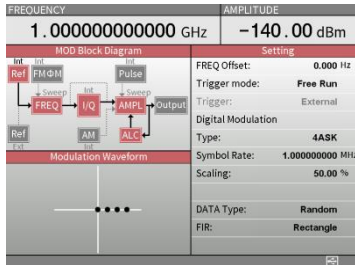 FREQUENCY
AMPLITUDE
1.000000000000 GHz
−140.00 dBm
MOD Block Diagram
Int
Int
Int
Ref
FMΦM
Pulse
Sweep
Int
Sweep
FREQ
I/Q
AMPL
Output
Ref
AM
ALC
Ext
Int
Modulation Waveform
Setting
FREQ Offset: 0.000 Hz
Trigger mode: Free Run
Trigger: External
Digital Modulation
Type: 4ASK
Symbol Rate: 1.000000000 MHz
Scaling: 50.00 %
DATA Type: Random
FIR: Rectangle